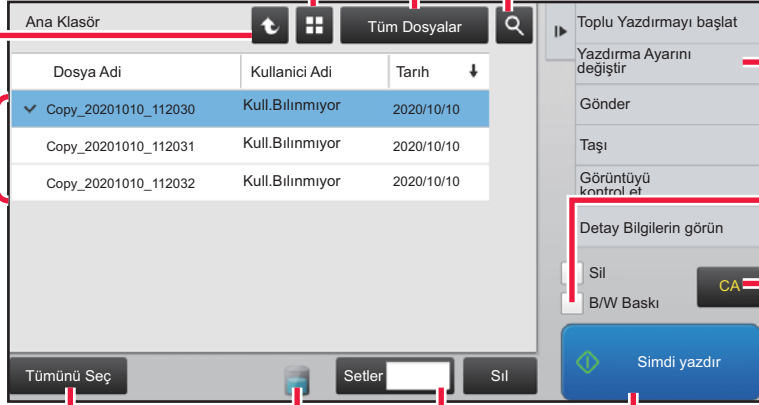 Ana Klasör
Tüm Dosyalar
Dosya Adi Kullanici Adi Tarıh
Copy_20201010_112030 Kull.Bılınmıyor 2020/10/10
Copy_20201010_112031 Kull.Bılınmıyor 2020/10/10
Copy_20201010_112032 Kull.Bılınmıyor 2020/10/10
Tümünü Seç
Setler
Sıl
Toplu Yazdırmayı başlat
Yazdırma Ayarını
değiştir
Gönder
Taşı
Görüntüyü
kontrol et
Detay Bilgilerin görün
Sil
B/W Baskı
CA
Simdi yazdır